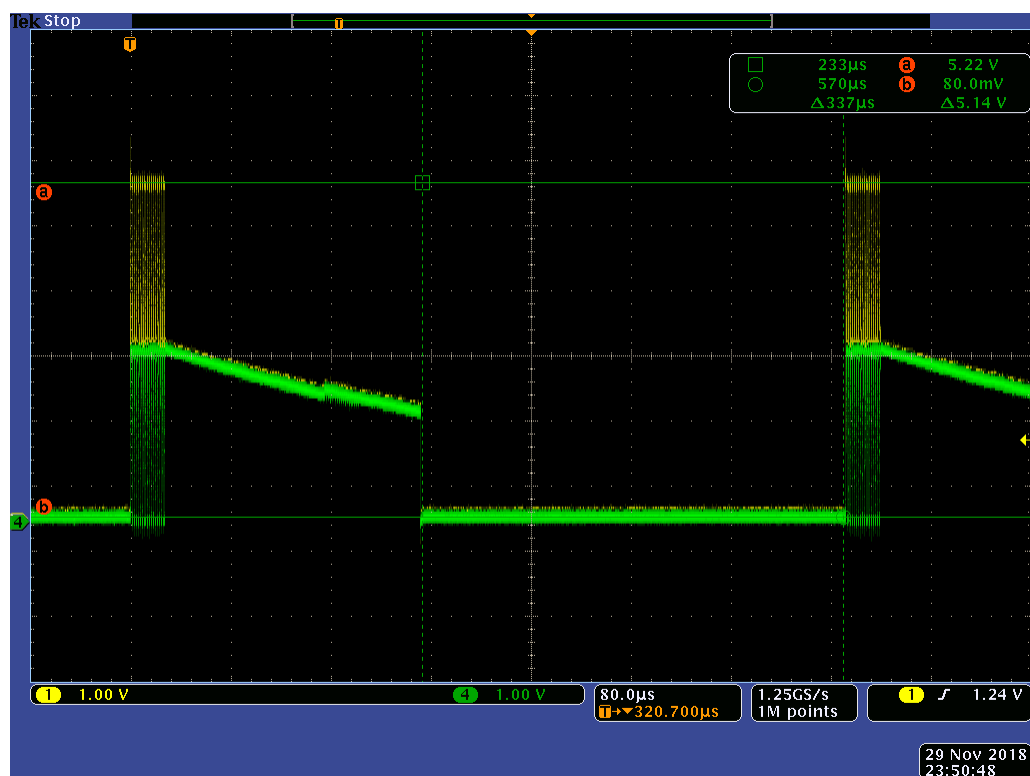 Tek Stop
T
T
233µs a 5.22 V
570µs b 80.0mV
Δ337µs Δ5.14 V
a
b
4
1 1.00 V 4 1.00 V 80.0µs 1.25GS/s 1 1.24 V
T→▼320.700µs 1M points
29 Nov 2018
23:50:48